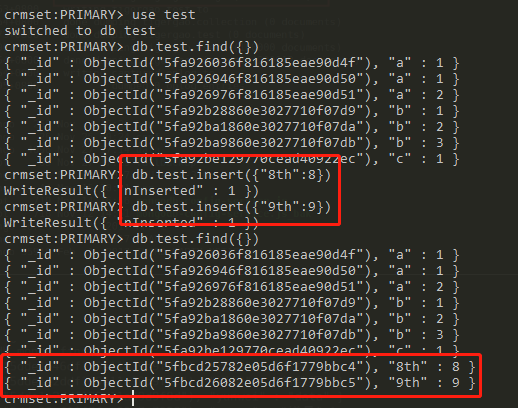 crmset:PRIMARY> use test
switched to db test
crmset:PRIMARY> db.test.find({})
{ "_id" : ObjectId("5fa926036f816185eae90d4f"), "a" : 1 }
{ "_id" : ObjectId("5fa926946f816185eae90d50"), "a" : 1 }
{ "_id" : ObjectId("5fa926976f816185eae90d51"), "a" : 2 }
{ "_id" : ObjectId("5fa92b28860e3027710f07d9"), "b" : 1 }
{ "_id" : ObjectId("5fa92ba1860e3027710f07da"), "b" : 2 }
{ "_id" : ObjectId("5fa92ba9860e3027710f07db"), "b" : 3 }
{ "_id" : ObjectId("5fa92be129770cead40922ec"), "c" : 1 }
crmset:PRIMARY> db.test.insert({"8th":8})
WriteResult({ "nInserted" : 1 })
crmset:PRIMARY> db.test.insert({"9th":9})
WriteResult({ "nInserted" : 1 })
crmset:PRIMARY> db.test.find({})
{ "_id" : ObjectId("5fa926036f816185eae90d4f"), "a" : 1 }
{ "_id" : ObjectId("5fa926946f816185eae90d50"), "a" : 1 }
{ "_id" : ObjectId("5fa926976f816185eae90d51"), "a" : 2 }
{ "_id" : ObjectId("5fa92b28860e3027710f07d9"), "b" : 1 }
{ "_id" : ObjectId("5fa92ba1860e3027710f07da"), "b" : 2 }
{ "_id" : ObjectId("5fa92ba9860e3027710f07db"), "b" : 3 }
{ "_id" : ObjectId("5fa92be129770cead40922ec"), "c" : 1 }
{ "_id" : ObjectId("5fbcd25782e05d6f1779bbc4"), "8th" : 8 }
{ "_id" : ObjectId("5fbcd26082e05d6f1779bbc5"), "9th" : 9 }
crmset:PRIMARY>